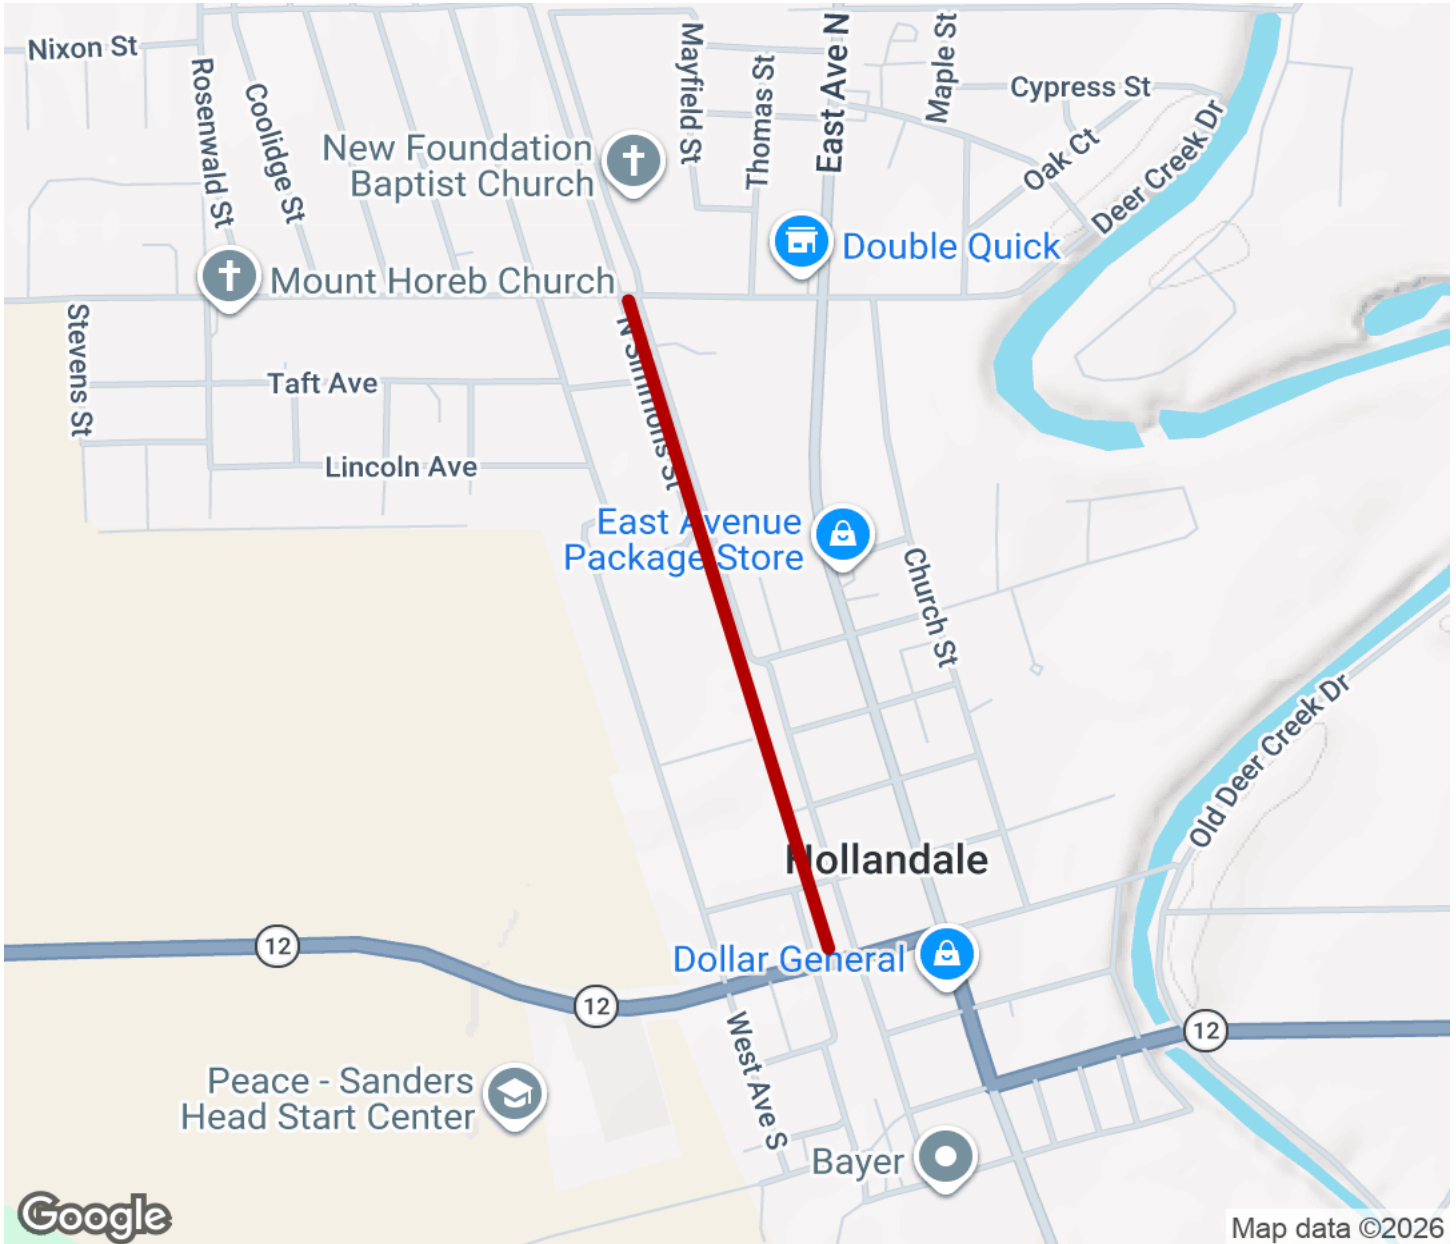 Nixon St
Rosenwald St
Coolidge St
Mayfield St
Thomas St
East Ave N
Maple St
Cypress St
Oak Ct
Deer Creek Dr
New Foundation
Baptist Church
Double Quick
Mount Horeb Church
Stevens St
Taft Ave
N Simmons St
Lincoln Ave
East Avenue
Package Store
Church St
Old Deer Creek Dr
Hollandale
12
Dollar General
12
12
West Ave S
Peace - Sanders
Head Start Center
Bayer
Google
Map data ©2026